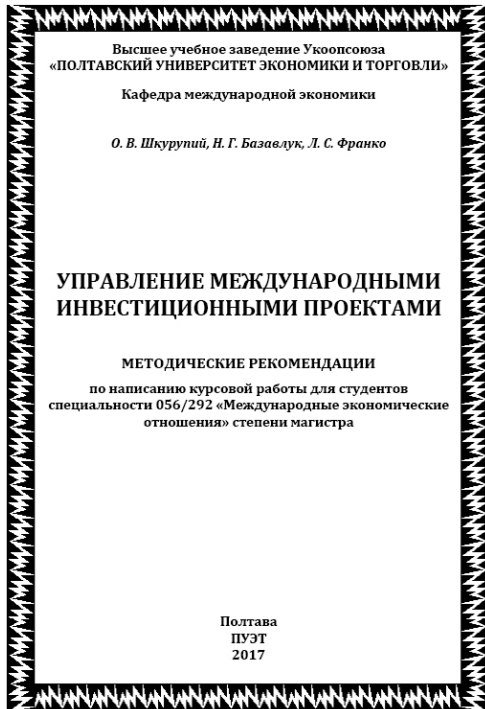 Высшее учебное заведение Укоопсоюза
«ПОЛТАВСКИЙ УНИВЕРСИТЕТ ЭКОНОМИКИ И ТОРГОВЛИ»
Кафедра международной экономики
О. В. Шкурупий, Н. Г. Базавлук, Л. С. Франко
УПРАВЛЕНИЕ МЕЖДУНАРОДНЫМИ
ИНВЕСТИЦИОННЫМИ ПРОЕКТАМИ
МЕТОДИЧЕСКИЕ РЕКОМЕНДАЦИИ
по написанию курсовой работы для студентов
специальности 056/292 «Международные экономические
отношения» степени магистра
Полтава
ПУЭТ
2017